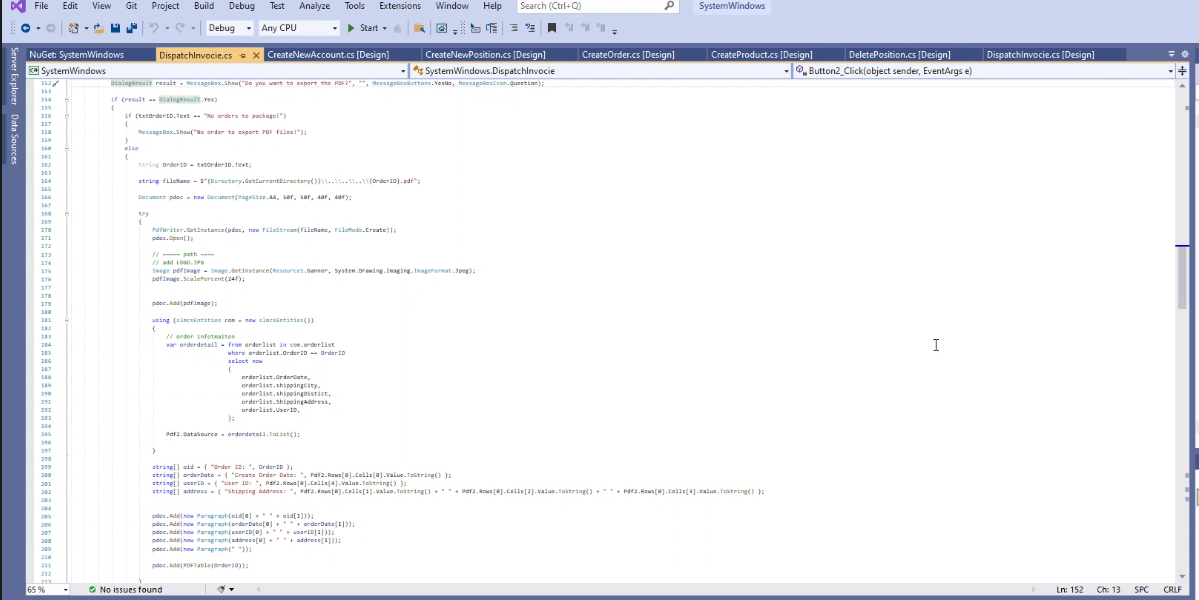 File Edit View Git Project Build Debug Test Analyze Tools Extensions Window Help Search (Ctrl+Q) SystemWindows
Debug Any CPU Start
NuGet: SystemWindows DispatchInvocie.cs CreateNewAccount.cs [Design] CreateNewPosition.cs [Design] CreateOrder.cs [Design] CreateProduct.cs [Design] DeletePosition.cs [Design] DispatchInvocie.cs [Design]
SystemWindows SystemWindows.DispatchInvocie Button2_Click(object sender, EventArgs e)
Server Explorer
Data Sources
152 DialogResult result = MessageBox.Show("Do you want to export the PDF?", "", MessageBoxButtons.YesNo, MessageBoxIcon.Question);
153
154 if (result == DialogResult.Yes)
155 {
156 if (txtOrderID.Text == "No orders to package!")
157 {
158 MessageBox.Show("No order to export PDF files!");
159 }
160 else
161 {
162 String OrderID = txtOrderID.Text;
163
164 string fileName = $"{Directory.GetCurrentDirectory()}\\..\\..\\..\\{OrderID}.pdf";
165
166 Document pdoc = new Document(PageSize.A4, 50f, 50f, 40f, 40f);
167
168 try
169 {
170 PdfWriter.GetInstance(pdoc, new FileStream(fileName, FileMode.Create));
171 pdoc.Open();
172
173 // ~~~~~ path ~~~~
174 // add LOGO.JPG
175 Image pdfImage = Image.GetInstance(Resource1.banner, System.Drawing.Imaging.ImageFormat.Jpeg);
176 pdfImage.ScalePercent(24f);
177
178
179 pdoc.Add(pdfImage);
180
181 using (slmcsEntities com = new slmcsEntities())
182 {
183 // order infotmaiton
184 var orderdetail = from orderlist in com.orderlist
185 where orderlist.OrderID == OrderID
186 select new
187 {
188 orderlist.OrderDate,
189 orderlist.shippingCity,
190 orderlist.shippingDistict,
191 orderlist.ShippingAddress,
192 orderlist.UserID,
193 };
194
195 Pdf2.DataSource = orderdetail.ToList();
196
197 }
198
199 string[] oid = { "Order ID: ", OrderID };
200 string[] orderDate = { "Create Order Date: ", Pdf2.Rows[0].Cells[0].Value.ToString() };
201 string[] userID = { "User ID: ", Pdf2.Rows[0].Cells[4].Value.ToString() };
202 string[] address = { "Shipping Address: ", Pdf2.Rows[0].Cells[1].Value.ToString() + " " + Pdf2.Rows[0].Cells[2].Value.ToString() + " " + Pdf2.Rows[0].Cells[3].Value.ToString() };
203
204
205 pdoc.Add(new Paragraph(oid[0] + " " + oid[1]));
206 pdoc.Add(new Paragraph(orderDate[0] + " " + orderDate[1]));
207 pdoc.Add(new Paragraph(userID[0] + " " + userID[1]));
208 pdoc.Add(new Paragraph(address[0] + " " + address[1]));
209 pdoc.Add(new Paragraph(" "));
210
211 pdoc.Add(PDFTable(OrderID));
212
213 }
65 % No issues found Ln: 152 Ch: 13 SPC CRLF